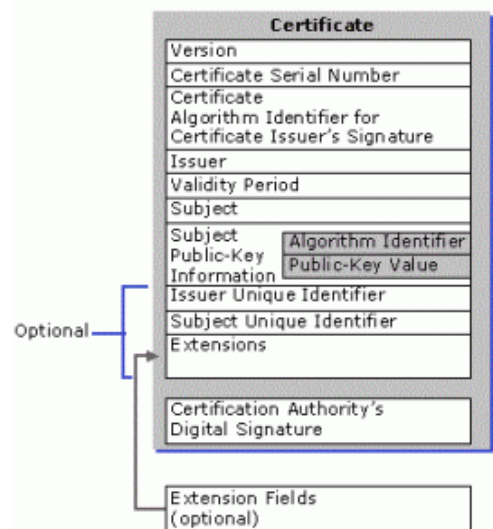 Certificate
Version
Certificate Serial Number
Certificate
Algorithm Identifier for
Certificate Issuer's Signature
Issuer
Validity Period
Subject
Subject
Public-Key
Information
Algorithm Identifier
Public-Key Value
Issuer Unique Identifier
Subject Unique Identifier
Extensions
Optional
Certification Authority's
Digital Signature
Extension Fields
(optional)